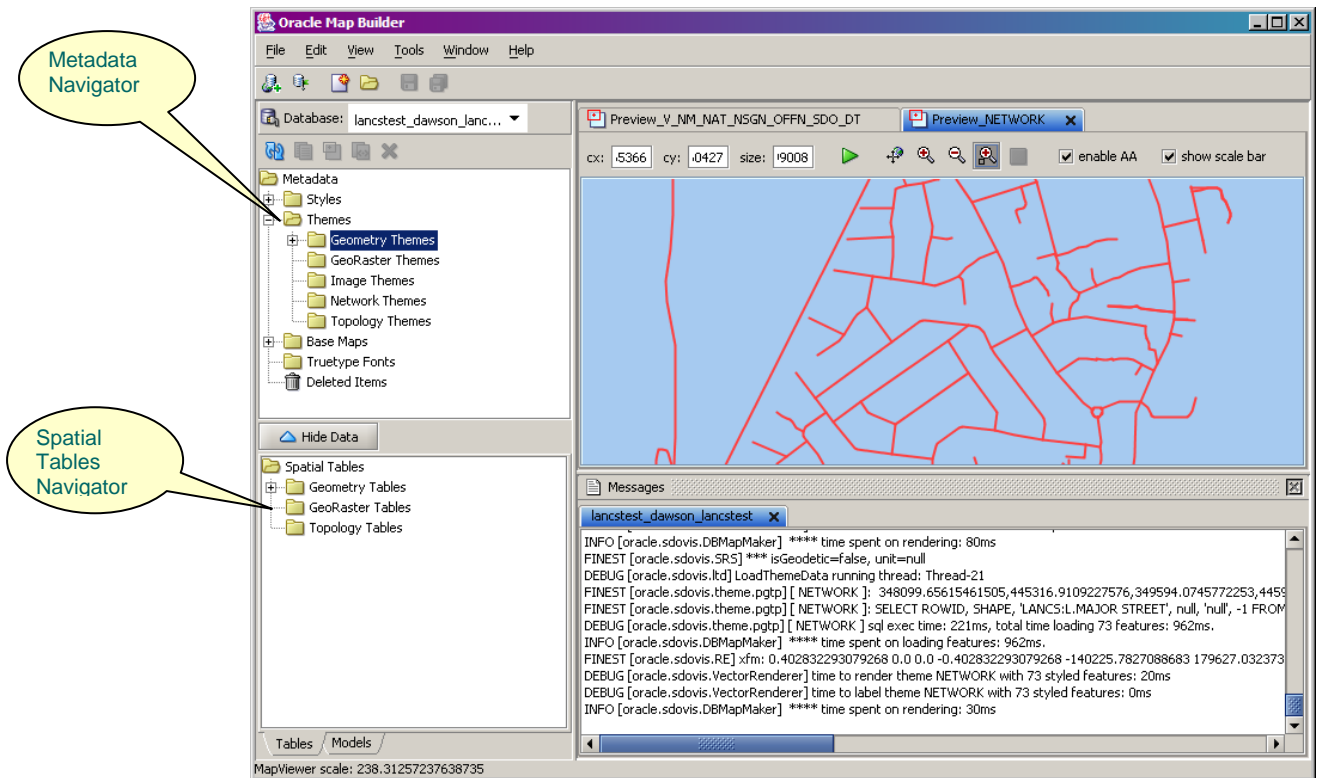 Oracle Map Builder
File Edit View Tools Window Help
Metadata
Navigator
Database: lancstest_dawson_lanc...
Metadata
Styles
Themes
Geometry Themes
GeoRaster Themes
Image Themes
Network Themes
Topology Themes
Base Maps
Truetype Fonts
Deleted Items
Hide Data
Spatial
Tables
Navigator
Spatial Tables
Geometry Tables
GeoRaster Tables
Topology Tables
Tables Models
Preview_V_NM_NAT_NSGN_OFFN_SDO_DT Preview_NETWORK
cx: .5366 cy: .0427 size: 19008 enable AA show scale bar
Messages
lancstest_dawson_lancstest
INFO [oracle.sdovis.DBMapMaker] **** time spent on rendering: 80ms
FINEST [oracle.sdovis.SRS] *** isGeodetic=false, unit=null
DEBUG [oracle.sdovis.ltd] LoadThemeData running thread: Thread-21
FINEST [oracle.sdovis.theme.pgtp] [ NETWORK ]: 348099.65615461505,445316.9109227576,349594.0745772253,4459
FINEST [oracle.sdovis.theme.pgtp] [ NETWORK ]: SELECT ROWID, SHAPE, 'LANCS:L.MAJOR STREET', null, 'null', -1 FROM
DEBUG [oracle.sdovis.theme.pgtp] [ NETWORK ] sql exec time: 221ms, total time loading 73 features: 962ms.
INFO [oracle.sdovis.DBMapMaker] **** time spent on loading features: 962ms.
FINEST [oracle.sdovis.RE] xfm: 0.402832293079268 0.0 0.0 -0.402832293079268 -140225.7827088683 179627.032373
DEBUG [oracle.sdovis.VectorRenderer] time to render theme NETWORK with 73 styled features: 20ms
DEBUG [oracle.sdovis.VectorRenderer] time to label theme NETWORK with 73 styled features: 0ms
INFO [oracle.sdovis.DBMapMaker] **** time spent on rendering: 30ms
MapViewer scale: 238.31257237638735